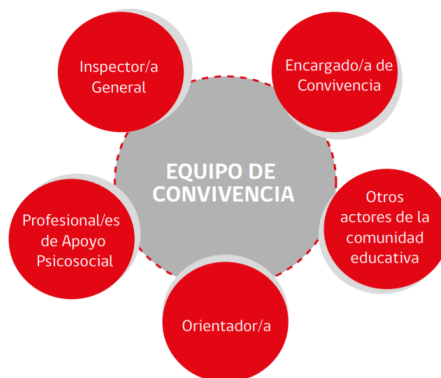 Inspector/a
General
Encargado/a de
Convivencia
EQUIPO DE
CONVIVENCIA
Profesional/es
de Apoyo
Psicosocial
Otros
actores de la
comunidad
educativa
Orientador/a